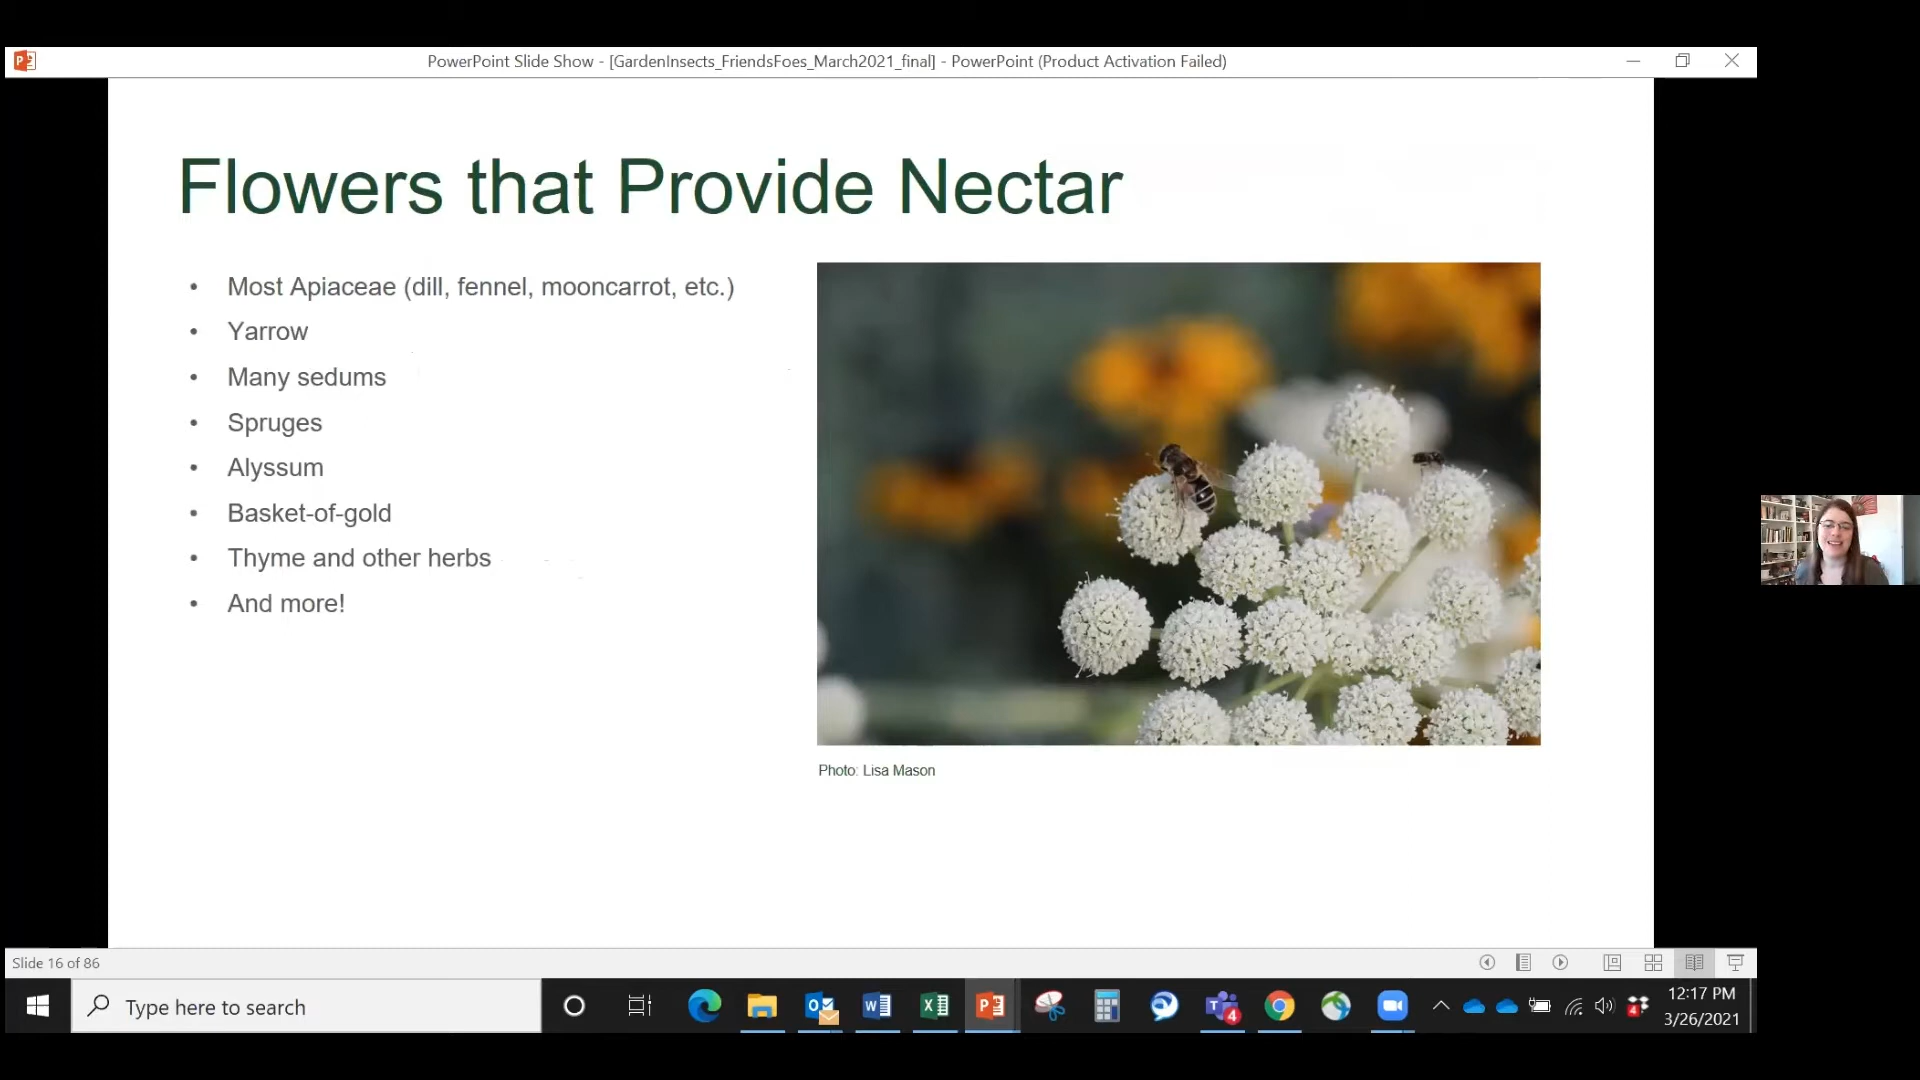 PowerPoint Slide Show - [GardenInsects_FriendsFoes_March2021_final] - PowerPoint (Product Activation Failed)
Flowers that Provide Nectar
• Most Apiaceae (dill, fennel, mooncarrot, etc.)
• Yarrow
• Many sedums
• Spruges
• Alyssum
• Basket-of-gold
• Thyme and other herbs
• And more!
Photo: Lisa Mason
Slide 16 of 86
Type here to search
4
4
12:17 PM
3/26/2021